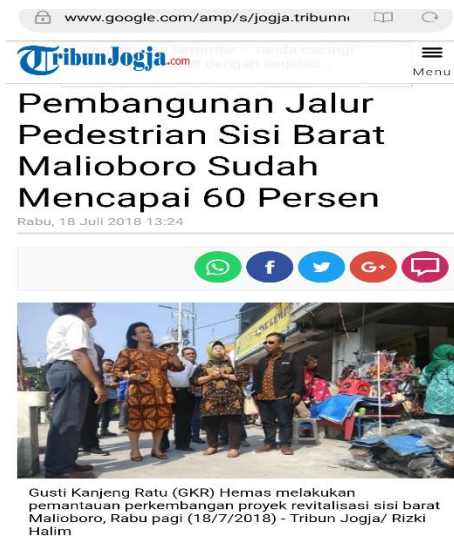 www.google.com/amp/s/jogja.tribunn
TribunJogja.com
Menu
Pembangunan Jalur
Pedestrian Sisi Barat
Malioboro Sudah
Mencapai 60 Persen
Rabu, 18 Juli 2018 13:24
f
G+
Gusti Kanjeng Ratu (GKR) Hemas melakukan
pemantauan perkembangan proyek revitalisasi sisi barat
Malioboro, Rabu pagi (18/7/2018) - Tribun Jogja/ Rizki
Halim